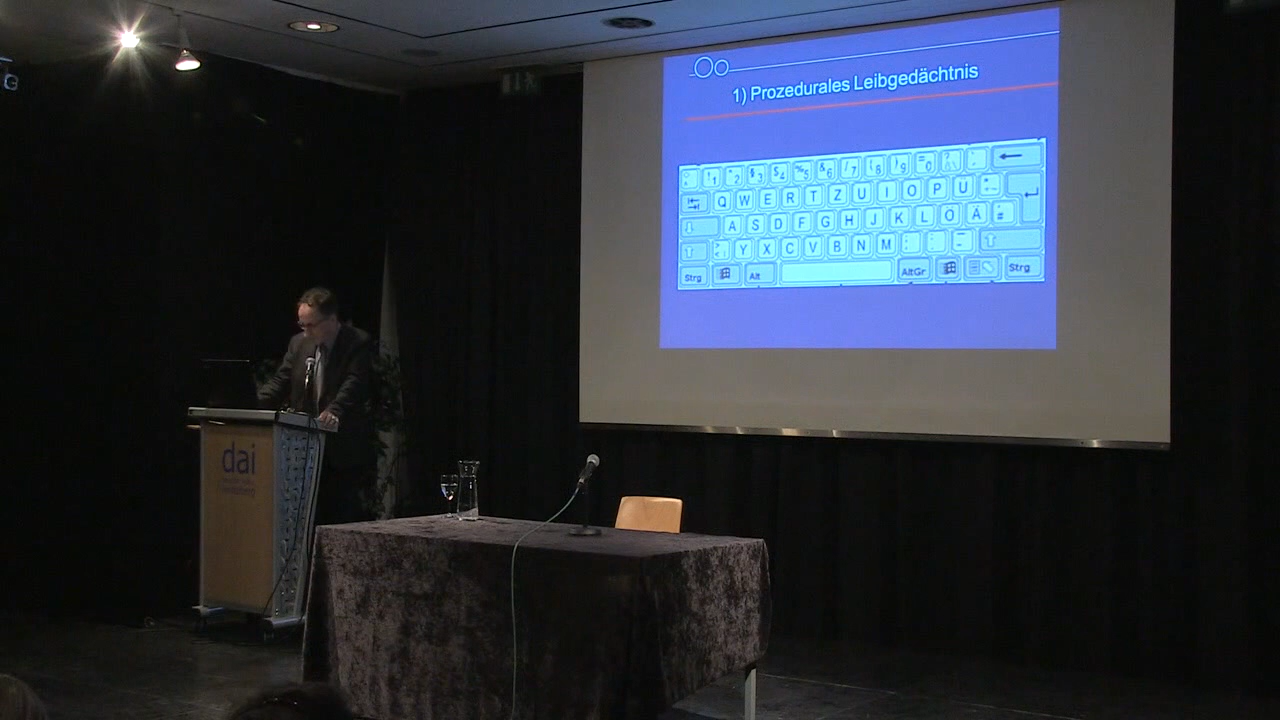 1) Prozedurales Leibgedächtnis
Q W E R T Z U I O P U
A S D F G H J K L Ö A
Y X C V B N M
Strg Alt AltGr Strg
dai